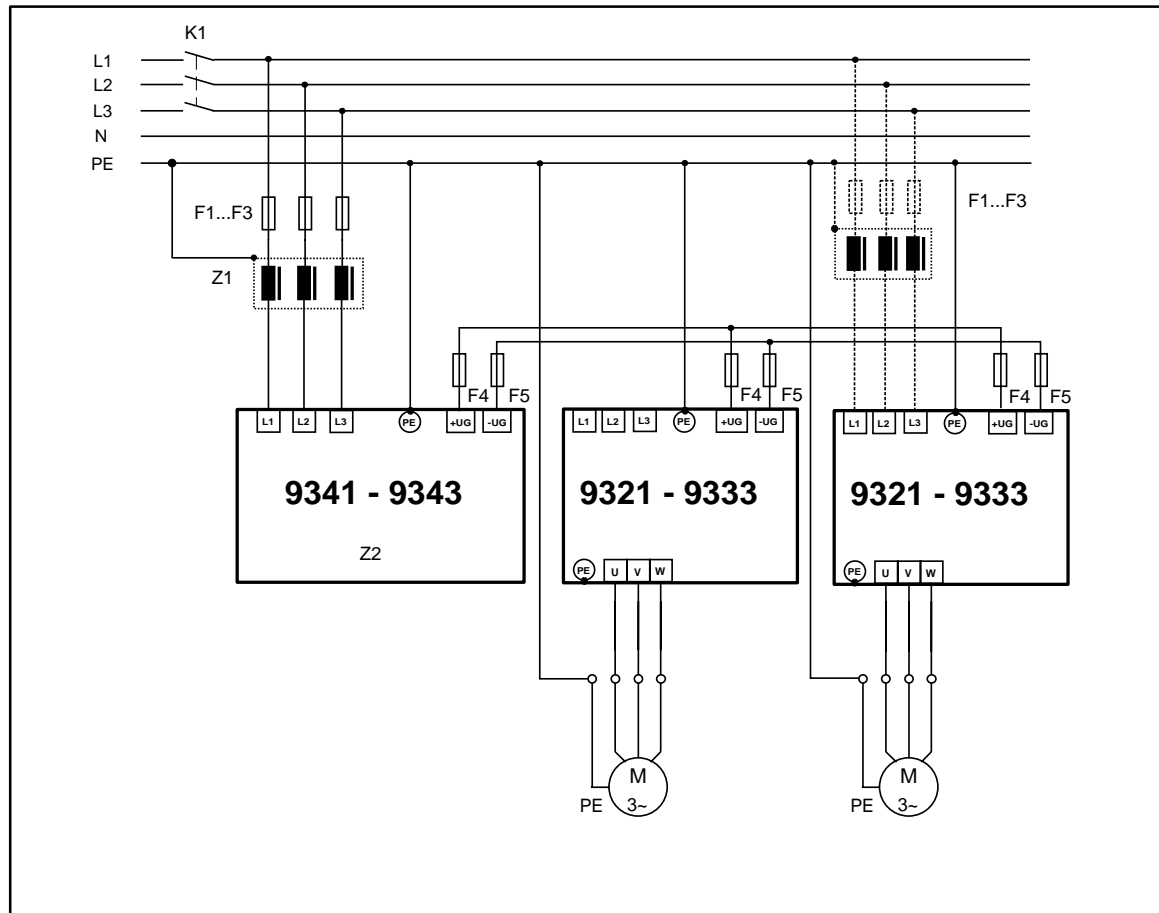 K1
L1
L2
L3
N
PE
F1...F3
F1...F3
Z1
F4
F5
F4
F5
F4
F5
L1 L2 L3 PE +UG -UG
L1 L2 L3 PE +UG -UG
L1 L2 L3 PE +UG -UG
9341 - 9343
9321 - 9333
9321 - 9333
Z2
PE U V W
PE U V W
M
3~
PE
M
3~
PE